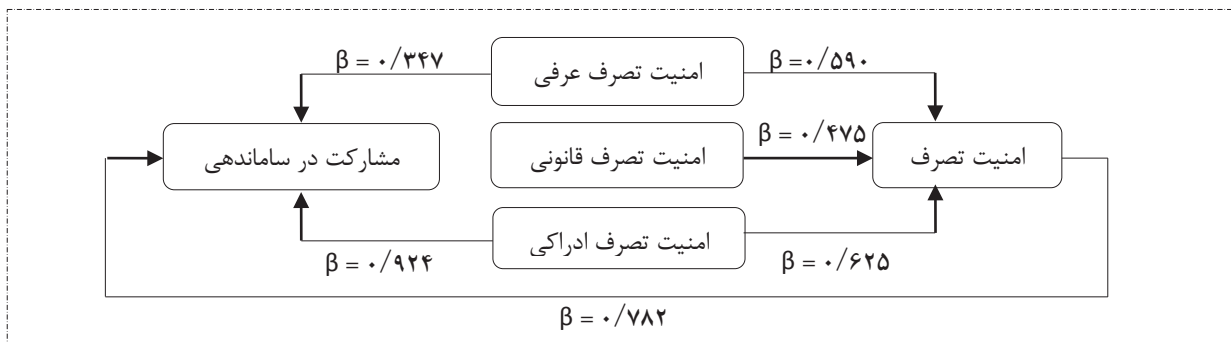 β = ۰/۳۴۷
امنیت تصرف عرفی
β =۰/۵۹۰
مشارکت در ساماندهی
امنیت تصرف قانونی
β = ۰/۴۷۵
امنیت تصرف
امنیت تصرف ادراکی
β = ۰/۹۲۴
β = ۰/۶۲۵
β = ۰/۷۸۲